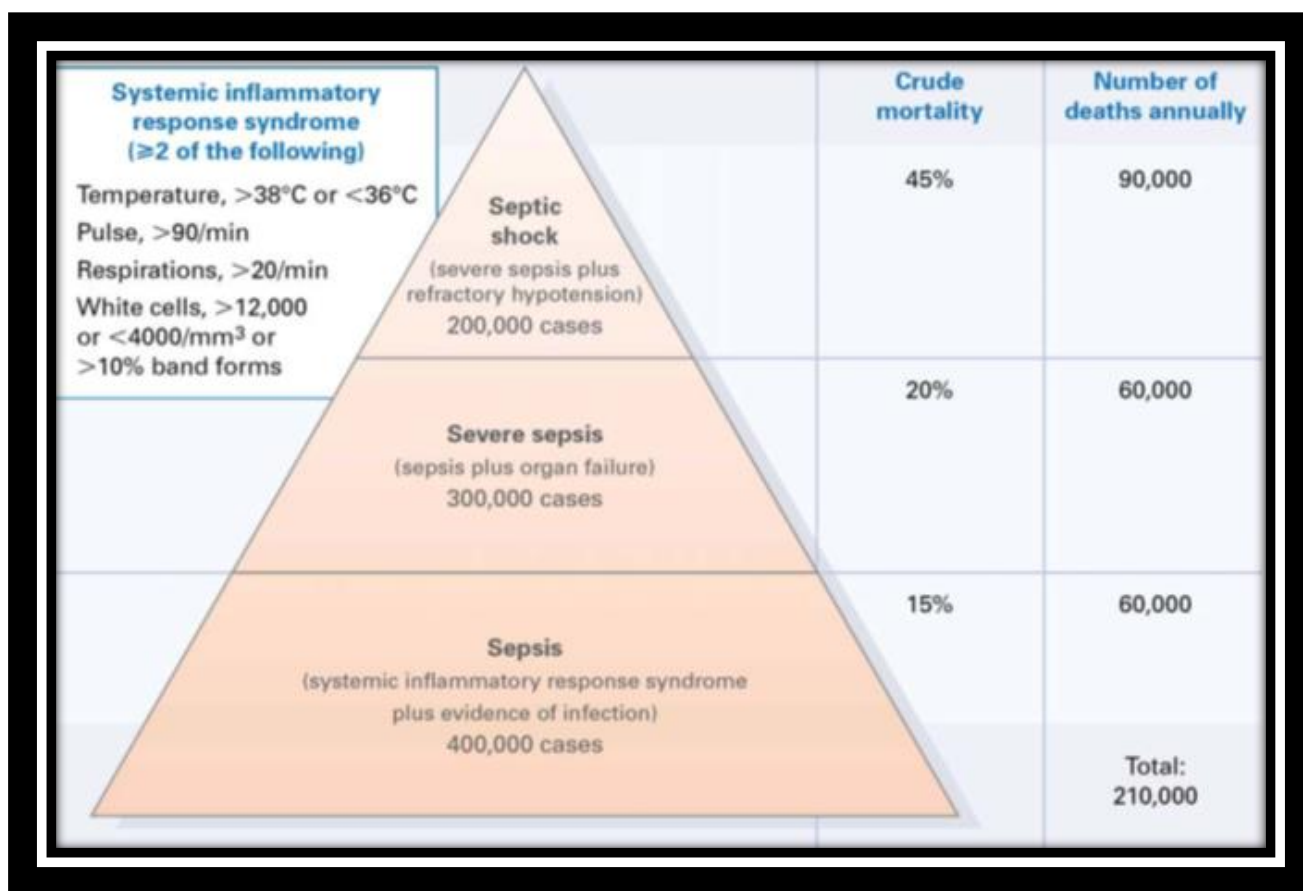 Systemic inflammatory
response syndrome
(≥2 of the following)
Temperature, >38°C or <36°C
Pulse, >90/min
Respirations, >20/min
White cells, >12,000
or <4000/mm³ or
>10% band forms
Septic
shock
(severe sepsis plus
refractory hypotension)
200,000 cases
Severe sepsis
(sepsis plus organ failure)
300,000 cases
Sepsis
(systemic inflammatory response syndrome
plus evidence of infection)
400,000 cases
Crude
mortality
45%
20%
15%
Number of
deaths annually
90,000
60,000
60,000
Total:
210,000